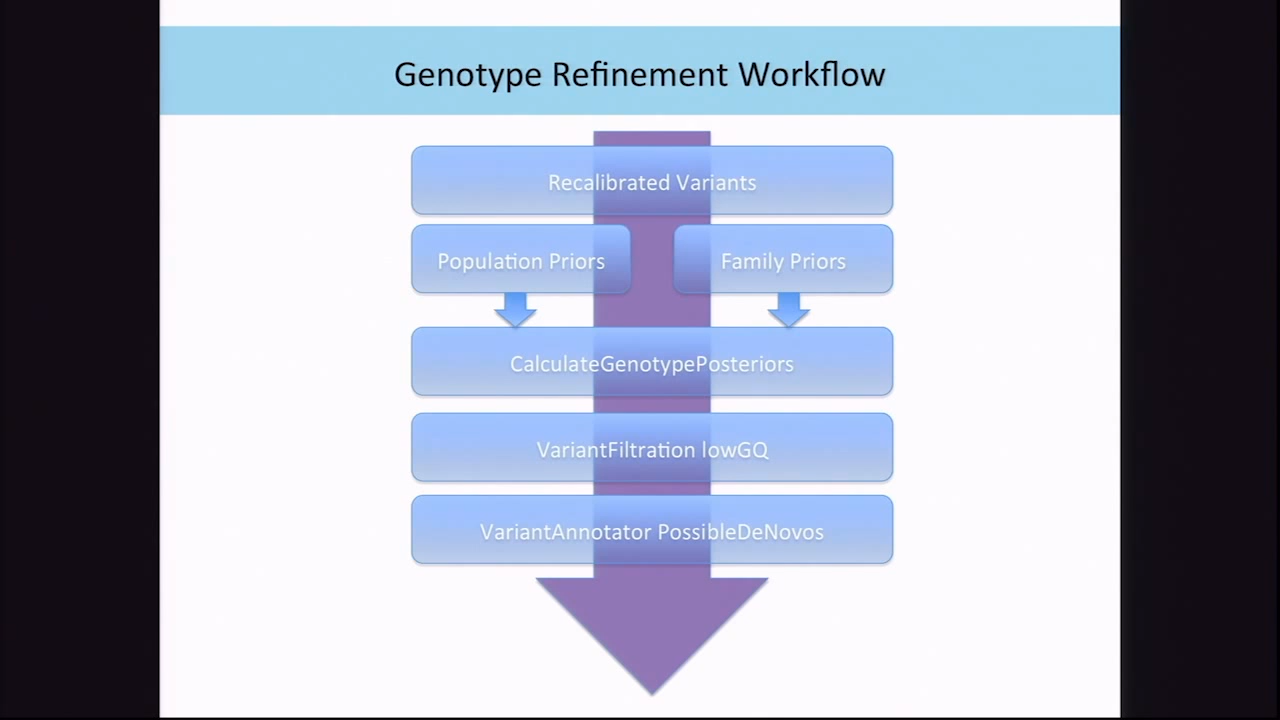 Genotype Refinement Workflow
Recalibrated Variants
Population Priors
Family Priors
CalculateGenotypePosteriors
VariantFiltration lowGQ
VariantAnnotator PossibleDeNovos